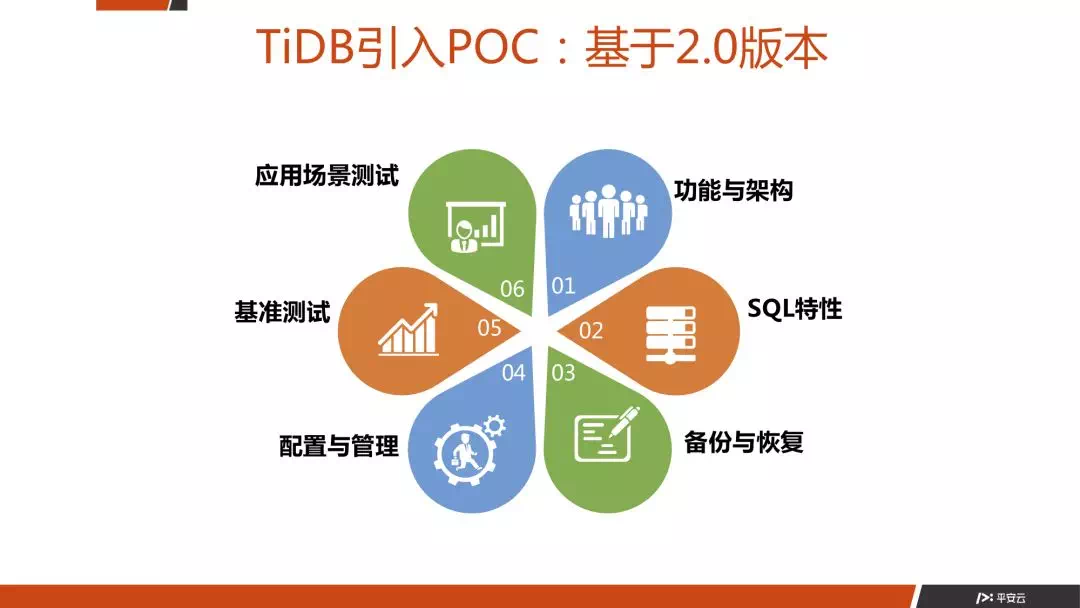 TiDB引入POC：基于2.0版本
应用场景测试
功能与架构
06
01
基准测试
SQL特性
05
02
04
03
配置与管理
备份与恢复
平安云